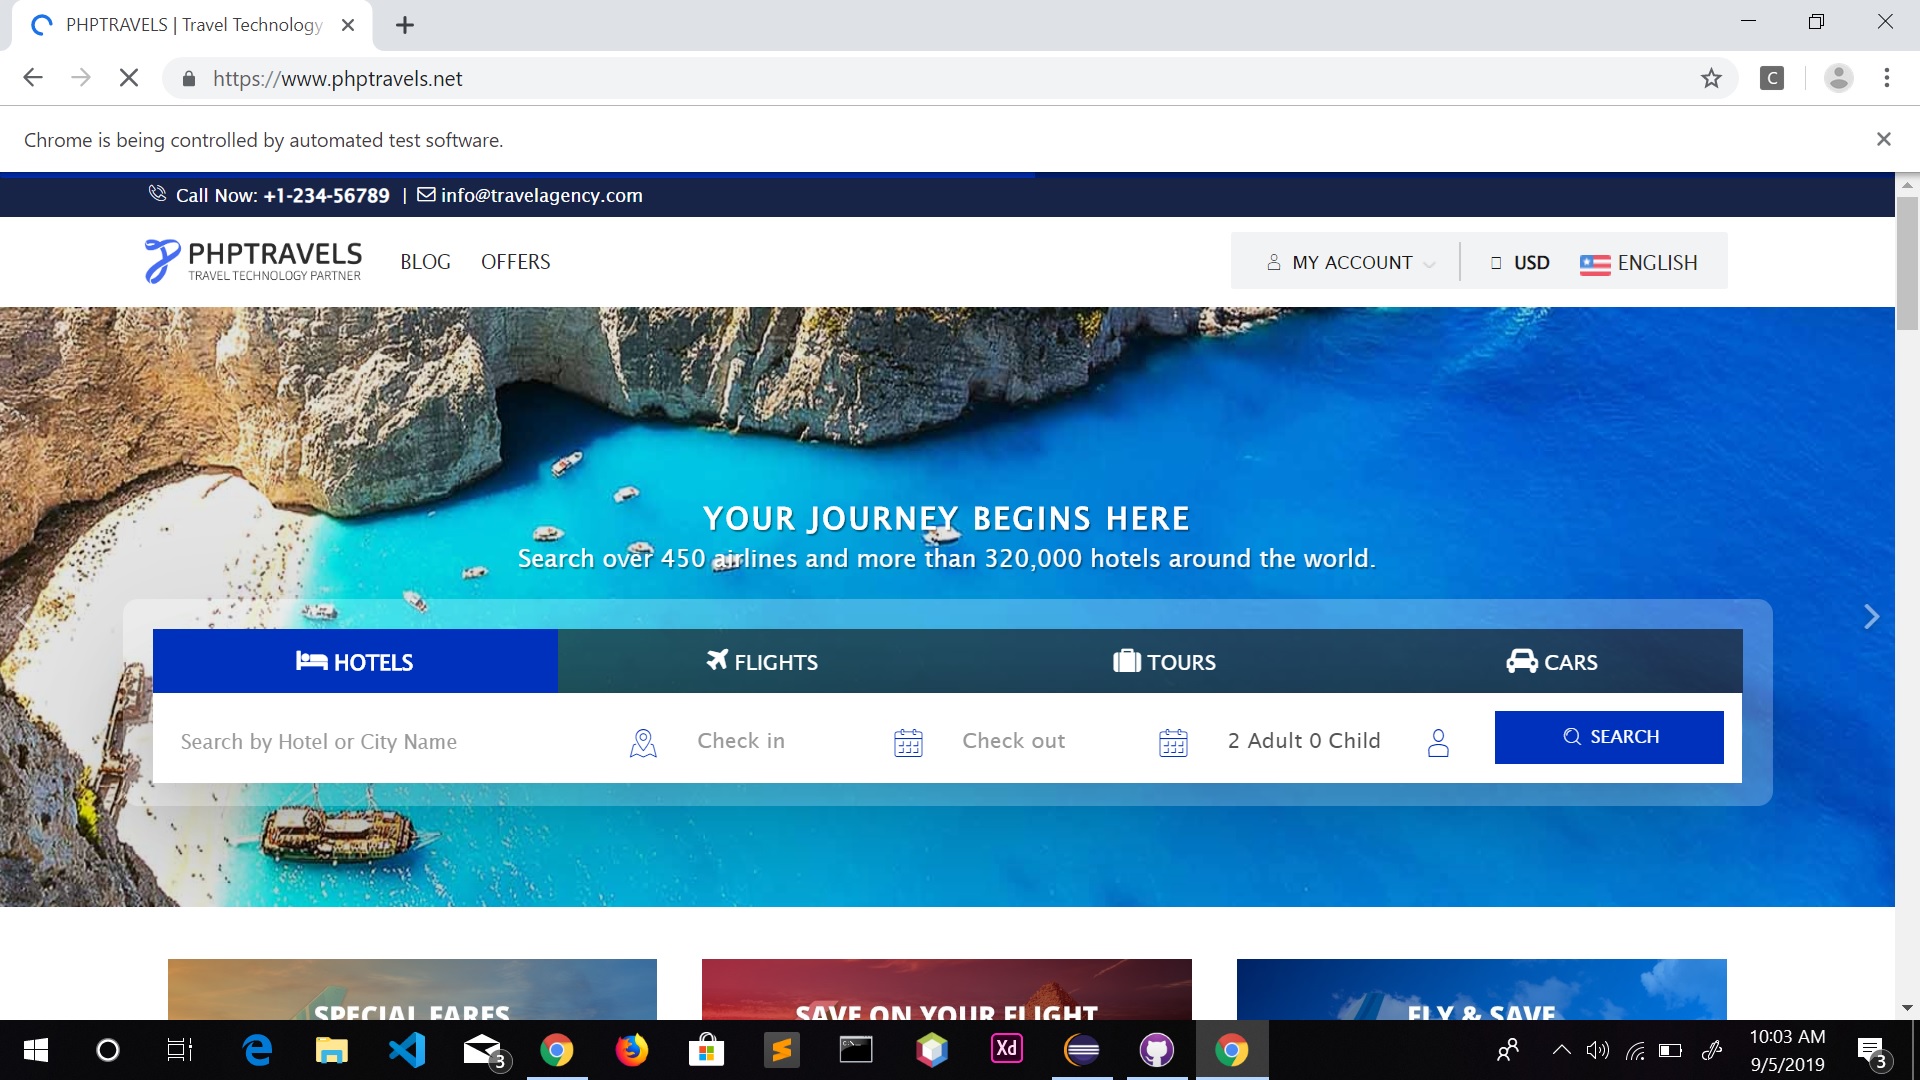 PHPTRAVELS | Travel Technology
https://www.phptravels.net
C
Chrome is being controlled by automated test software.
Call Now: +1-234-56789 | info@travelagency.com
PHPTRAVELS
TRAVEL TECHNOLOGY PARTNER
BLOG
OFFERS
MY ACCOUNT
USD
ENGLISH
YOUR JOURNEY BEGINS HERE
Search over 450 airlines and more than 320,000 hotels around the world.
HOTELS
FLIGHTS
TOURS
CARS
Search by Hotel or City Name
Check in
Check out
2 Adult 0 Child
SEARCH
SPECIAL FARES
SAVE ON YOUR FLIGHT
FLY & SAVE
3
Xd
10:03 AM
9/5/2019
3